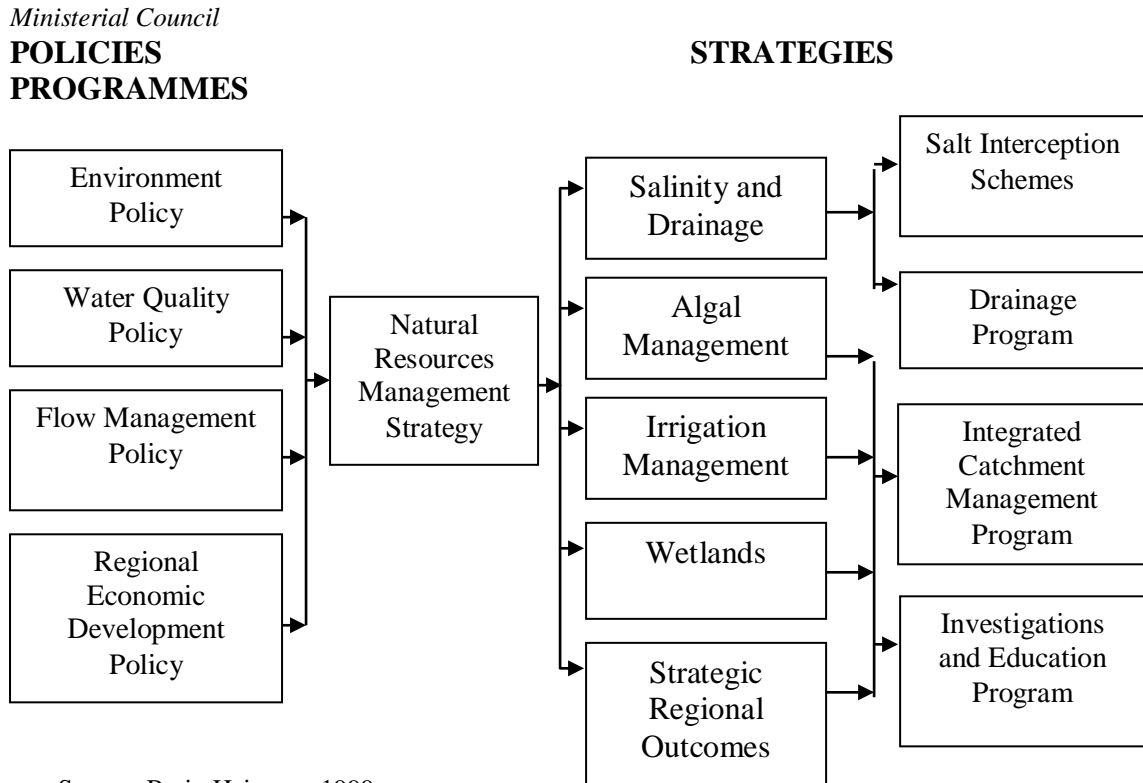 Ministerial Council
POLICIES
PROGRAMMES
STRATEGIES
Environment
Policy
Water Quality
Policy
Flow Management
Policy
Regional
Economic
Development
Policy
Natural
Resources
Management
Strategy
Salinity and
Drainage
Algal
Management
Irrigation
Management
Wetlands
Strategic
Regional
Outcomes
Salt Interception
Schemes
Drainage
Program
Integrated
Catchment
Management
Program
Investigations
and Education
Program